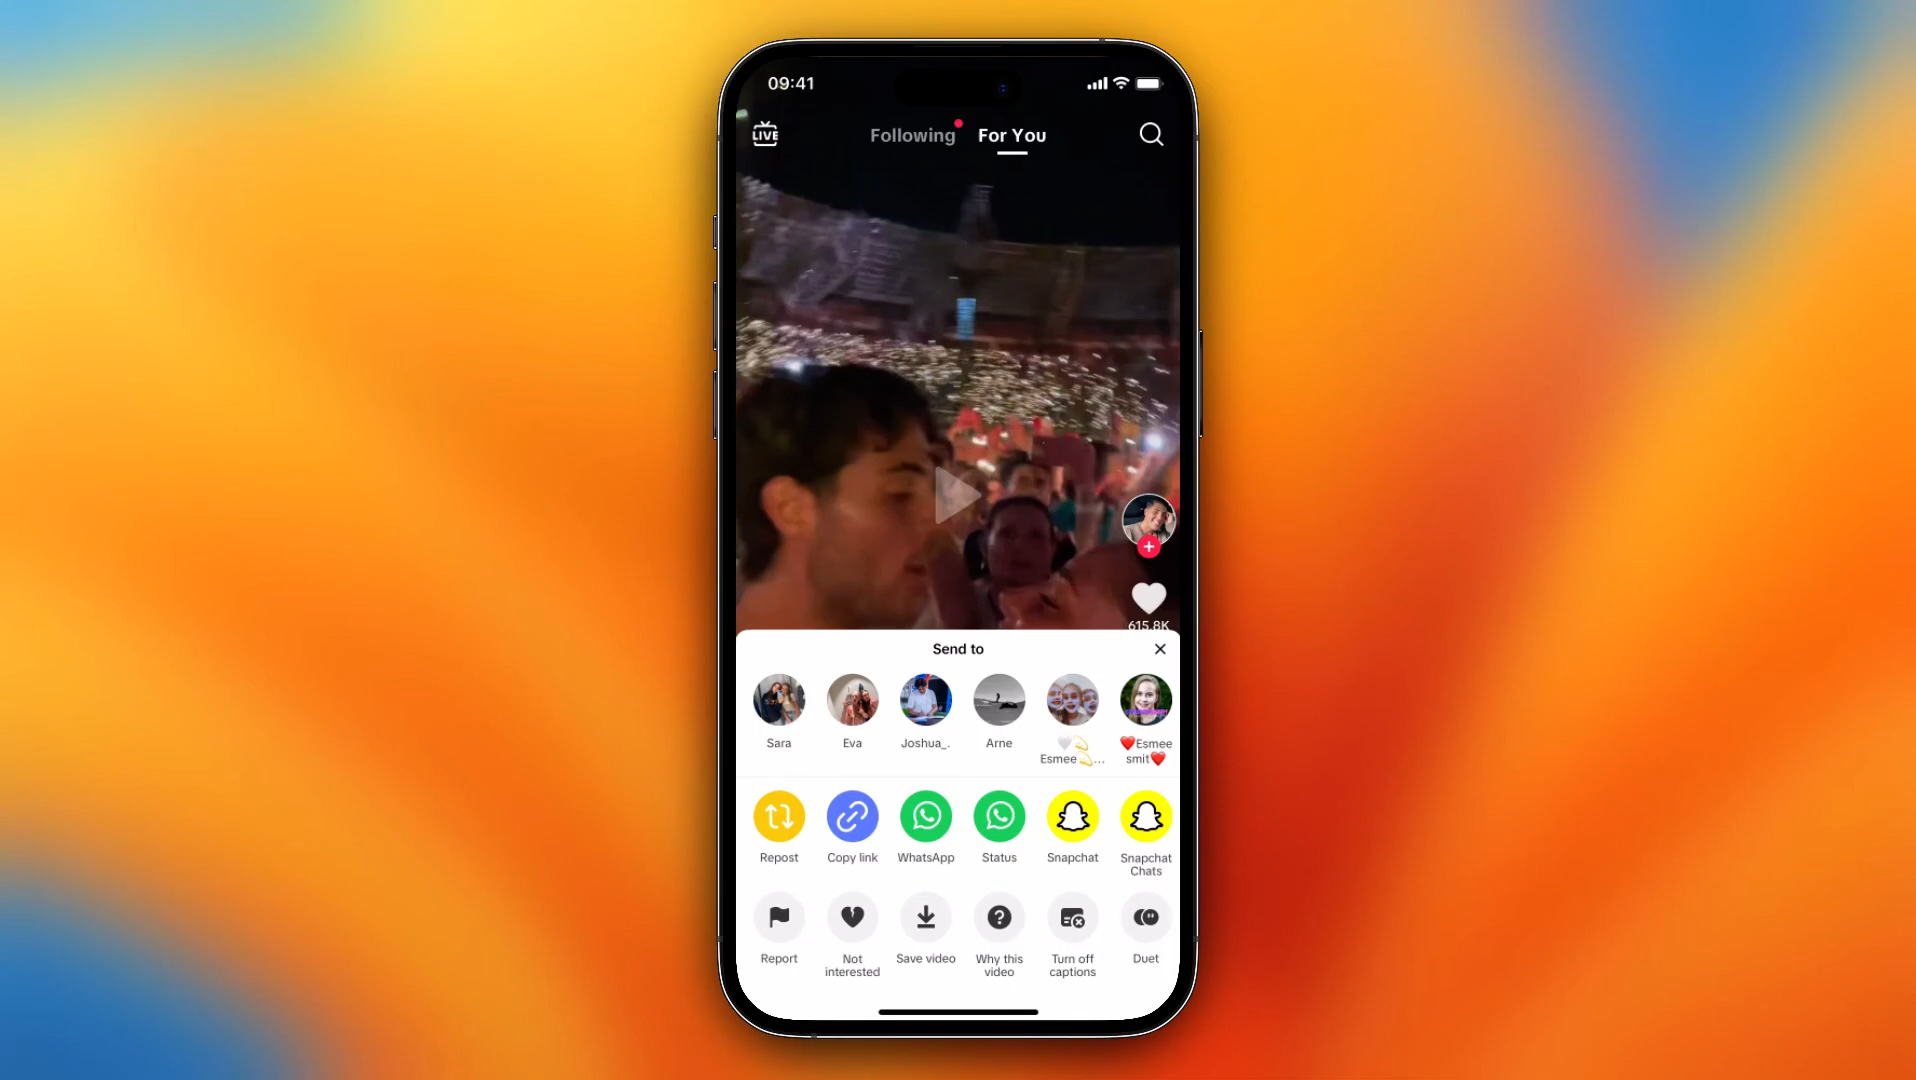 09:41
LIVE
Following
For You
615.8K
Send to
Sara
Eva
Joshua_.
Arne
🤍💫
Esmee💫...
❤️Esmee
smit❤️
Repost
Copy link
WhatsApp
Status
Snapchat
Snapchat
Chats
Report
Not
interested
Save video
Why this
video
Turn off
captions
Duet